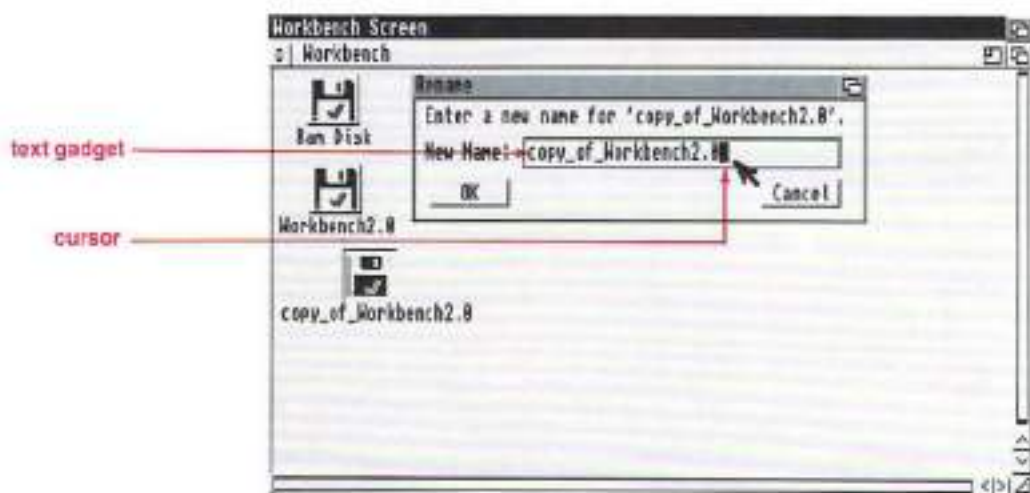 Workbench Screen
Workbench
Ram Disk
Rename
Enter a new name for 'copy_of_Workbench2.0'.
text gadget
New Name: copy_of_Workbench2.0
OK
Cancel
Workbench2.0
cursor
copy_of_Workbench2.0